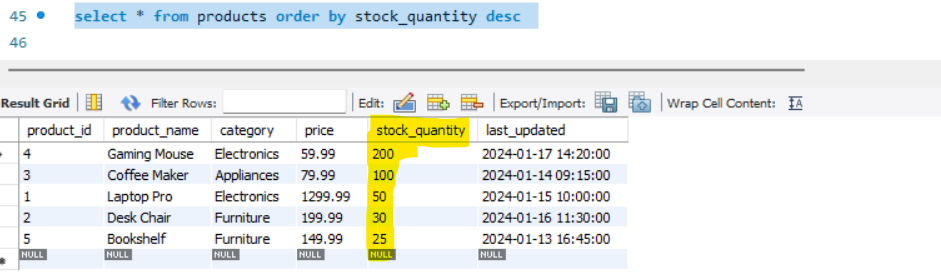 45 select * from products order by stock_quantity desc
46
Result Grid Filter Rows: Edit: Export/Import: Wrap Cell Content: IA
product_id product_name category price stock_quantity last_updated
4 Gaming Mouse Electronics 59.99 200 2024-01-17 14:20:00
3 Coffee Maker Appliances 79.99 100 2024-01-14 09:15:00
1 Laptop Pro Electronics 1299.99 50 2024-01-15 10:00:00
2 Desk Chair Furniture 199.99 30 2024-01-16 11:30:00
5 Bookshelf Furniture 149.99 25 2024-01-13 16:45:00
NULL NULL NULL NULL NULL NULL